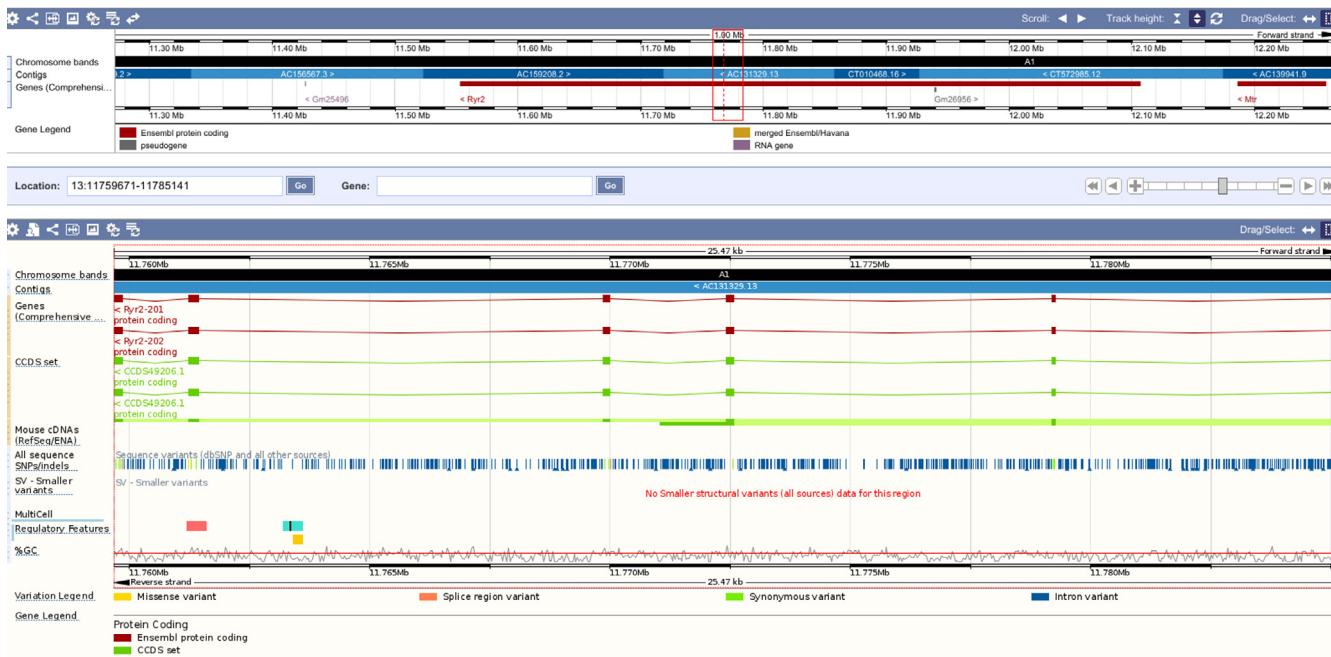 Scroll: Track height: Drag/Select:
1.00 Mb Forward strand
11.30 Mb 11.40 Mb 11.50 Mb 11.60 Mb 11.70 Mb 11.80 Mb 11.90 Mb 12.00 Mb 12.10 Mb 12.20 Mb
Chromosome bands A1
Contigs .2 > AC156567.3 > AC159208.2 > < AC131329.13 CT010468.16 > < CT572985.12 AC139941.9
Genes (Comprehensi...
< Gm25496 < Ryr2 Gm26956 > < Mtr
11.30 Mb 11.40 Mb 11.50 Mb 11.60 Mb 11.70 Mb 11.80 Mb 11.90 Mb 12.00 Mb 12.10 Mb 12.20 Mb
Gene Legend Ensembl protein coding merged Ensembl/Havana
pseudogene RNA gene
Location: 13:11759671-11785141 Go Gene: Go
Drag/Select:
25.47 kb Forward strand
11.760Mb 11.765Mb 11.770Mb 11.775Mb 11.780Mb
Chromosome bands A1
Contigs < AC131329.13
Genes
(Comprehensive ...
< Ryr2-201
protein coding
< Ryr2-202
protein coding
CCDS set
< CCDS49206.1
protein coding
< CCDS49206.1
protein coding
Mouse cDNAs
(RefSeq/ENA)
All sequence
SNPs/indels
Sequence variants (dbSNP and all other sources)
SV - Smaller
variants
SV - Smaller variants
No Smaller structural variants (all sources) data for this region
MultiCell
Regulatory Features
%GC
11.760Mb 11.765Mb 11.770Mb 11.775Mb 11.780Mb
Reverse strand 25.47 kb
Variation Legend Missense variant Splice region variant Synonymous variant Intron variant
Gene Legend
Protein Coding
Ensembl protein coding
CCDS set